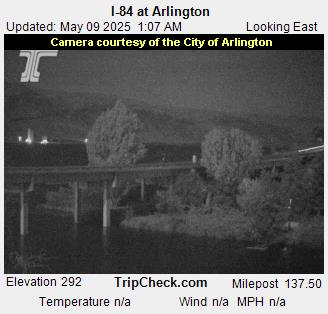 I-84 at Arlington
Updated: May 09 2025 1:07 AM Looking East
Camera courtesy of the City of Arlington
Elevation 292 TripCheck.com Milepost 137.50
Temperature n/a Wind n/a MPH n/a